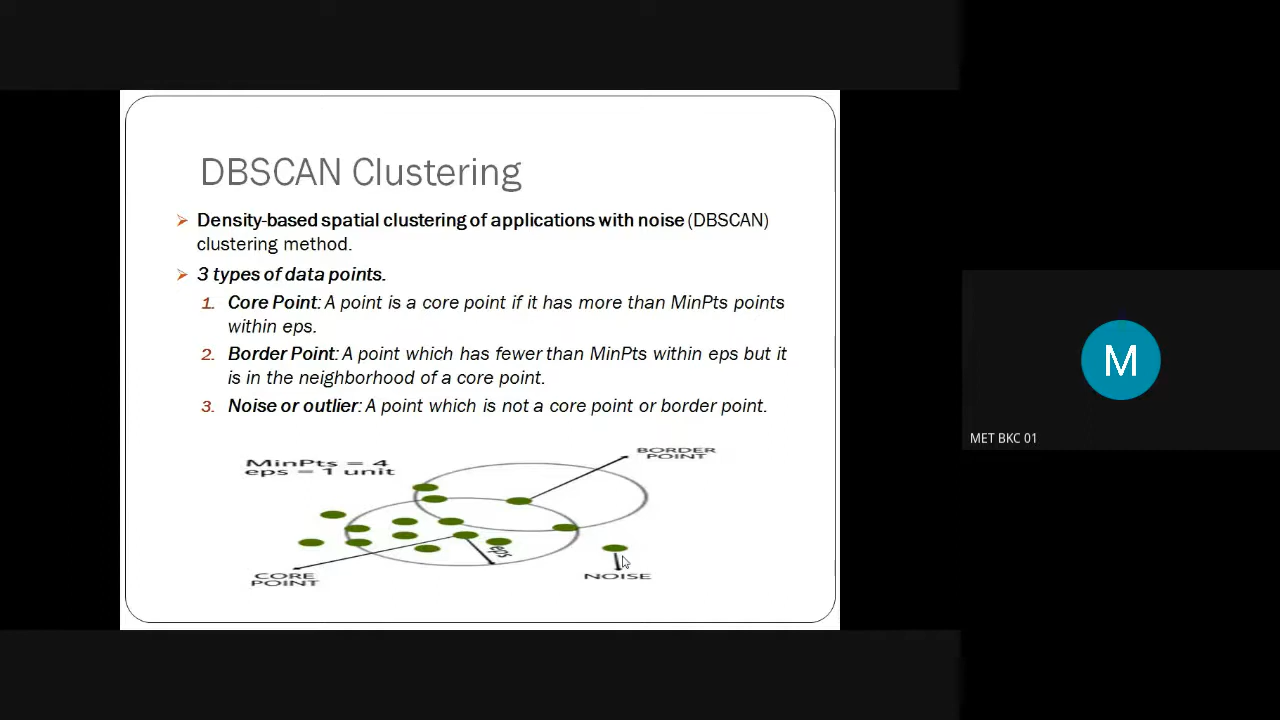 DBSCAN Clustering
Density-based spatial clustering of applications with noise (DBSCAN)
clustering method.
3 types of data points.
1. Core Point: A point is a core point if it has more than MinPts points
within eps.
2. Border Point: A point which has fewer than MinPts within eps but it
is in the neighborhood of a core point.
3. Noise or outlier: A point which is not a core point or border point.
MinPts = 4
eps = 1 unit
BORDER
POINT
eps
CORE
POINT
NOISE
M
MET BKC 01